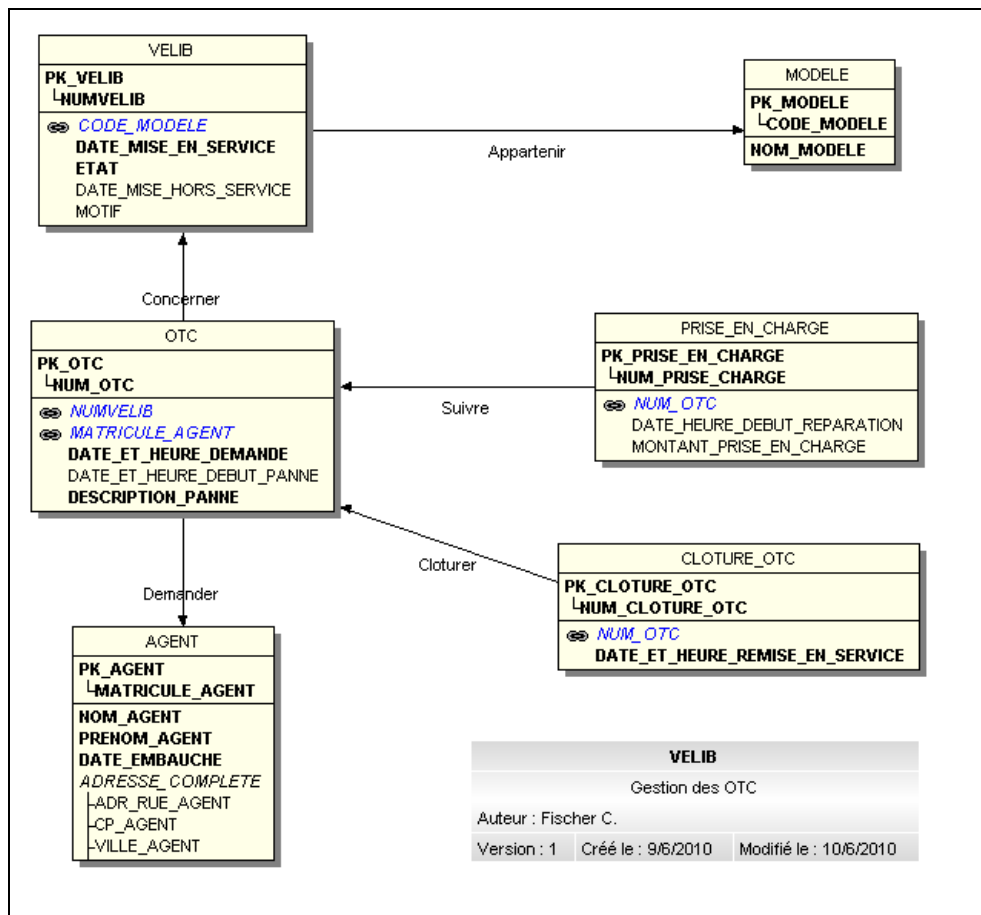 VELIB
PK_VELIB
NUMVELIB
CODE_MODELE
DATE_MISE_EN_SERVICE
ETAT
DATE_MISE_HORS_SERVICE
MOTIF
MODELE
PK_MODELE
CODE_MODELE
NOM_MODELE
Appartenir
Concerner
OTC
PK_OTC
NUM_OTC
NUMVELIB
MATRICULE_AGENT
DATE_ET_HEURE_DEMANDE
DATE_ET_HEURE_DEBUT_PANNE
DESCRIPTION_PANNE
Suivre
PRISE_EN_CHARGE
PK_PRISE_EN_CHARGE
NUM_PRISE_CHARGE
NUM_OTC
DATE_HEURE_DEBUT_REPARATION
MONTANT_PRISE_EN_CHARGE
Cloturer
CLOTURE_OTC
PK_CLOTURE_OTC
NUM_CLOTURE_OTC
NUM_OTC
DATE_ET_HEURE_REMISE_EN_SERVICE
Demander
AGENT
PK_AGENT
MATRICULE_AGENT
NOM_AGENT
PRENOM_AGENT
DATE_EMBAUCHE
ADRESSE_COMPLETE
ADR_RUE_AGENT
CP_AGENT
VILLE_AGENT
VELIB
Gestion des OTC
Auteur : Fischer C.
Version : 1 Créé le : 9/6/2010 Modifié le : 10/6/2010